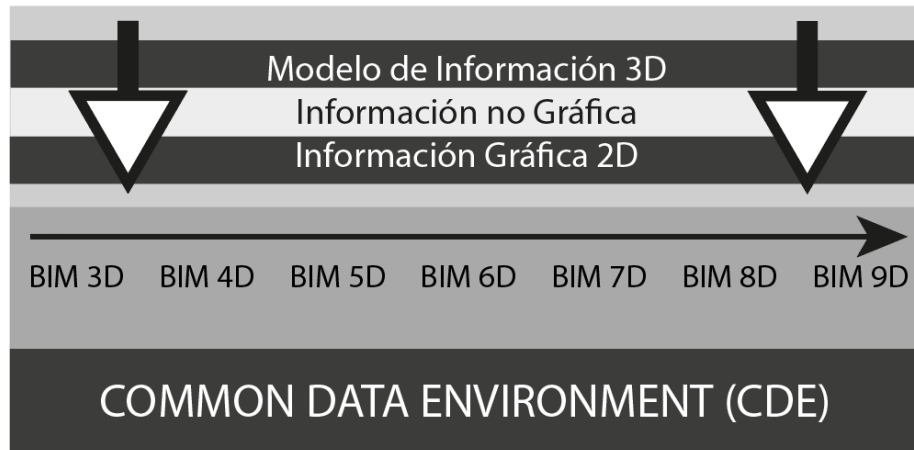 Modelo de Información 3D
Información no Gráfica
Información Gráfica 2D
BIM 3D BIM 4D BIM 5D BIM 6D BIM 7D BIM 8D BIM 9D
COMMON DATA ENVIRONMENT (CDE)